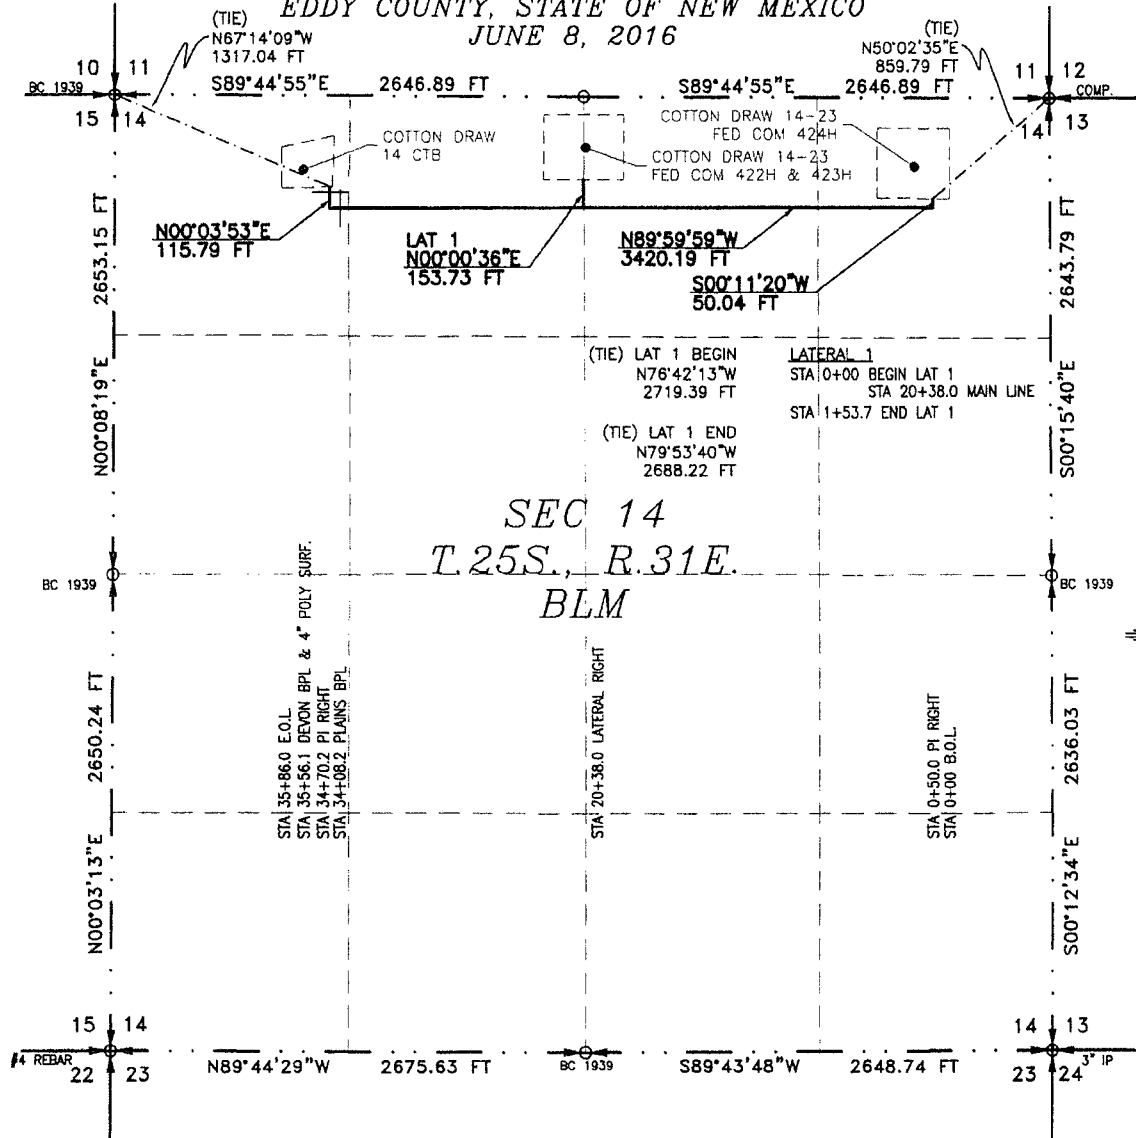 EDDY COUNTY, STATE OF NEW MEXICO
JUNE 8, 2016
(TIE)
N67°14'09"W
1317.04 FT
(TIE)
N50°02'35"E
859.79 FT
10 11
BC 1939
15 14
S89°44'55"E 2646.89 FT
S89°44'55"E 2646.89 FT
11 12
COMP.
14 13
COTTON DRAW
14 CTB
COTTON DRAW 14-23
FED COM 424H
COTTON DRAW 14-23
FED COM 422H & 423H
N00°03'53"E
115.79 FT
LAT 1
N00°00'36"E
153.73 FT
N89°59'59"W
3420.19 FT
S00°11'20"W
50.04 FT
2653.15 FT
N00°08'19"E
2643.79 FT
S00°15'40"E
(TIE) LAT 1 BEGIN
N76°42'13"W
2719.39 FT
(TIE) LAT 1 END
N79°53'40"W
2688.22 FT
LATERAL 1
STA 0+00 BEGIN LAT 1
STA 20+38.0 MAIN LINE
STA 1+53.7 END LAT 1
SEC 14
T.25S., R.31E.
BLM
BC 1939
BC 1939
STA 35+86.0 E.O.L.
STA 35+56.1 DEVON BPL & 4" POLY SURF.
STA 34+70.2 PI RIGHT
STA 34+08.2 PLAINS BPL
STA 20+38.0 LATERAL RIGHT
STA 0+50.0 PI RIGHT
STA 0+00 B.O.L.
2650.24 FT
N00°03'13"E
2636.03 FT
S00°12'34"E
15 14
#4 REBAR
22 23
N89°44'29"W 2675.63 FT
BC 1939
S89°43'48"W 2648.74 FT
14 13
3" IP
23 24